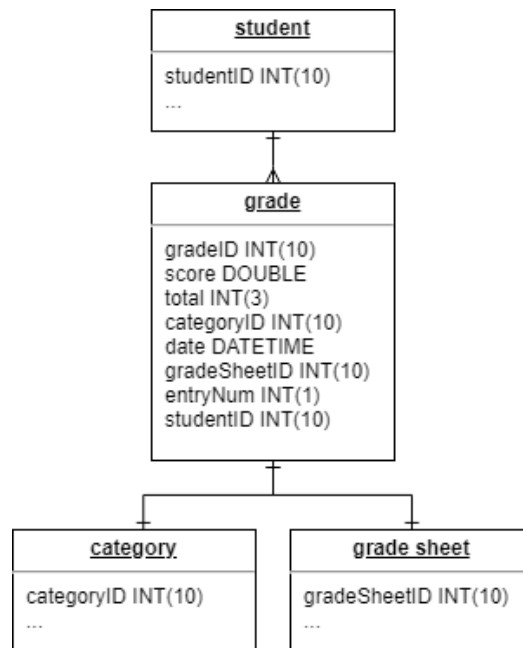 student
studentID INT(10)
...
grade
gradeID INT(10)
score DOUBLE
total INT(3)
categoryID INT(10)
date DATETIME
gradeSheetID INT(10)
entryNum INT(1)
studentID INT(10)
category
categoryID INT(10)
...
grade sheet
gradeSheetID INT(10)
...